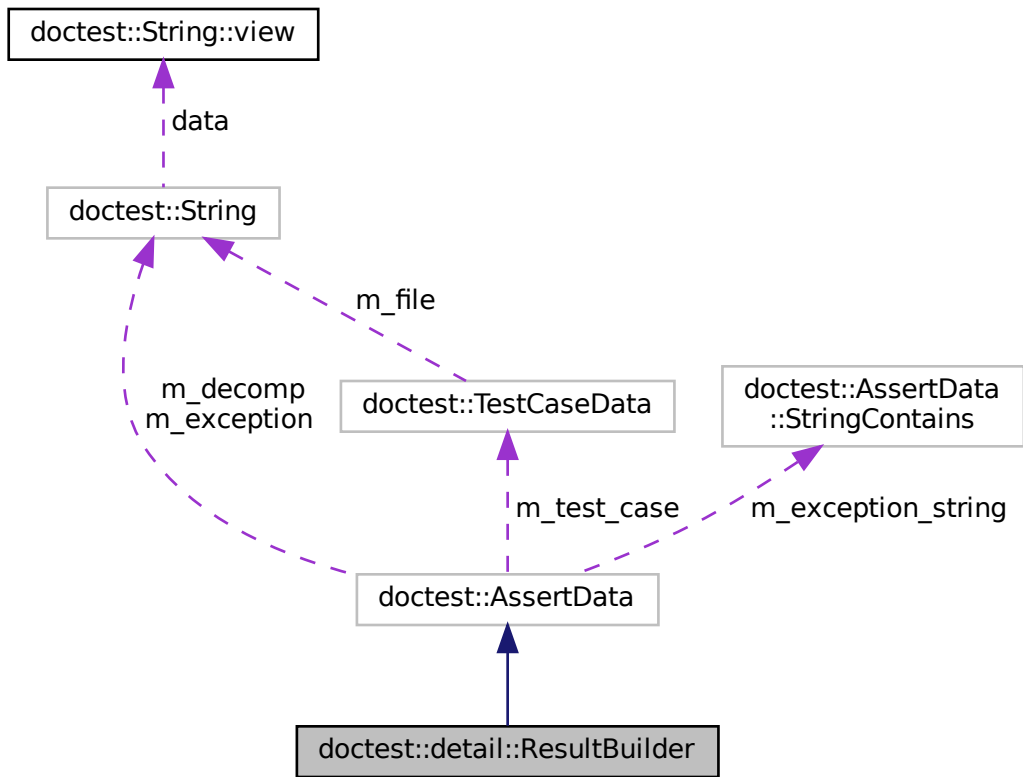 doctest::String::view
data
doctest::String
m_file
m_decomp
m_exception
doctest::TestCaseData
doctest::AssertData
::StringContains
m_test_case
m_exception_string
doctest::AssertData
doctest::detail::ResultBuilder